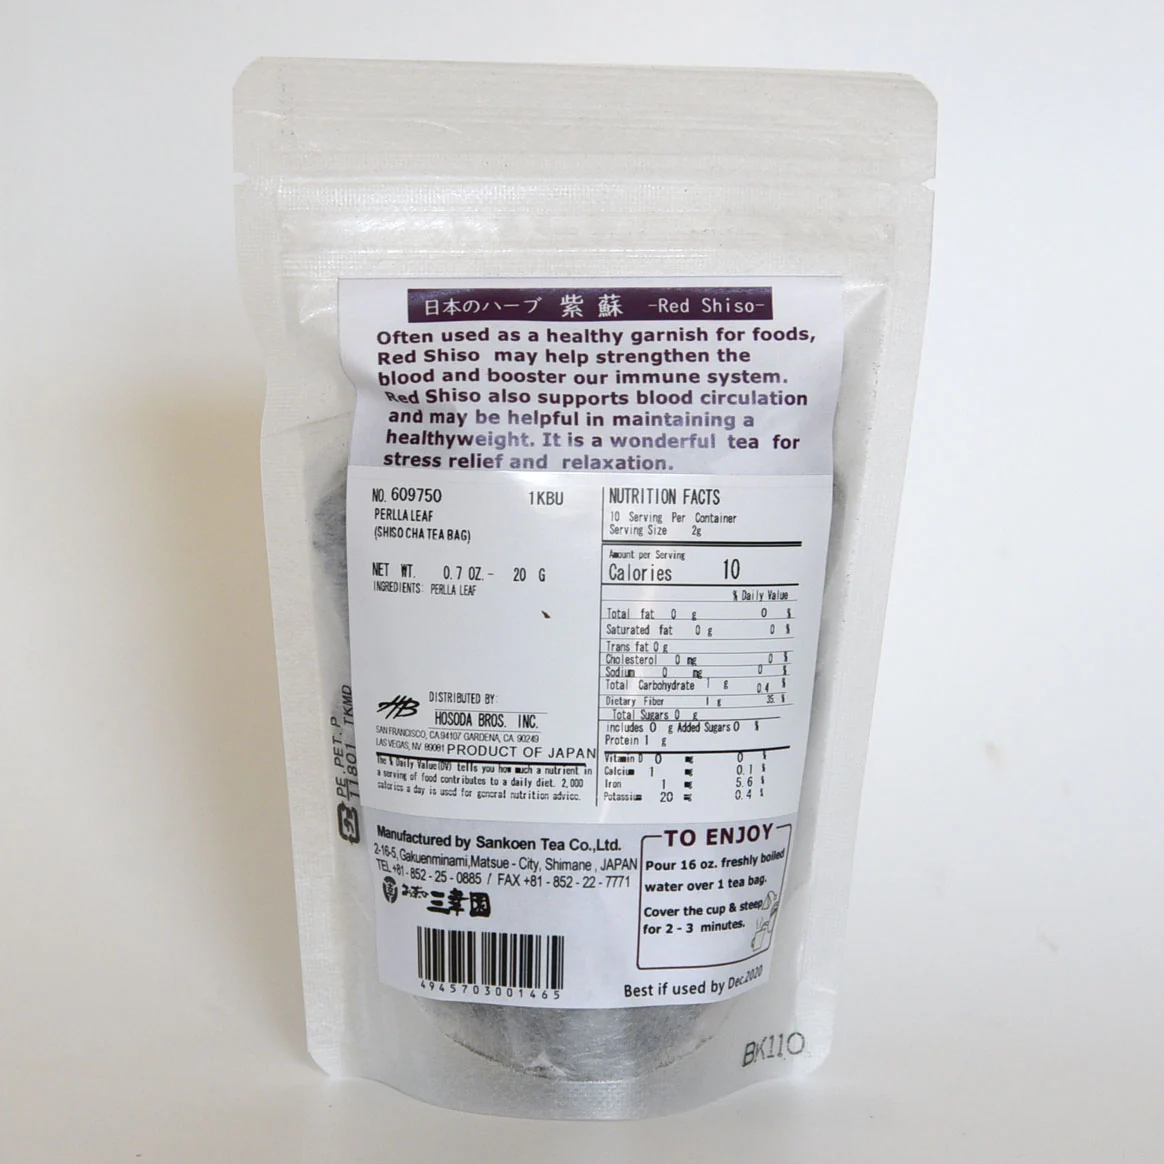 日本のハーブ 紫蘇 -Red Shiso-
Often used as a healthy garnish for foods,
Red Shiso may help strengthen the
blood and booster our immune system.
Red Shiso also supports blood circulation
and may be helpful in maintaining a
healthyweight. It is a wonderful tea for
stress relief and relaxation.
NO. 609750 1KBU
PERLLA LEAF
(SHISO CHA TEA BAG)
NET WT. 0.7 OZ.- 20 G
INGREDIENTS: PERLLA LEAF
HB
DISTRIBUTED BY:
HOSODA BROS. INC.
SAN FRANCISCO, CA 94107 GARDENA, CA. 90249
LAS VEGAS, NV 89081 PRODUCT OF JAPAN
The % Daily Value(DV) tells you how much a nutrient in
a serving of food contributes to a daily diet. 2,000
calories a day is used for general nutrition advice.
NUTRITION FACTS
10 Serving Per Container
Serving Size 2g
Amount per Serving
Calories 10
% Daily Value
Total fat 0 g 0 %
Saturated fat 0 g 0 %
Trans fat 0 g
Cholesterol 0 mg 0 %
Sodium 0 mg 0 %
Total Carbohydrate 1 g 0.4 %
Dietary Fiber 1 g 35 %
Total Sugars 0 g
includes 0 g Added Sugars 0 %
Protein 1 g
Vitamin D 0 0 %
Calcium 1 0.1 %
Iron 1 5.6 %
Potassium 20 0.4 %
Manufactured by Sankoen Tea Co.,Ltd.
2-16-5, Gakuenminami,Matsue - City, Shimane , JAPAN
TEL +81 - 852 - 25 - 0885 / FAX +81 - 852 - 22 - 7771
お茶の 三幸園
4945703001465
TO ENJOY
Pour 16 oz. freshly boiled
water over 1 tea bag.
Cover the cup & steep
for 2 - 3 minutes.
Best if used by Dec.2020
PE.PET.P
11801 TKMD
BK110